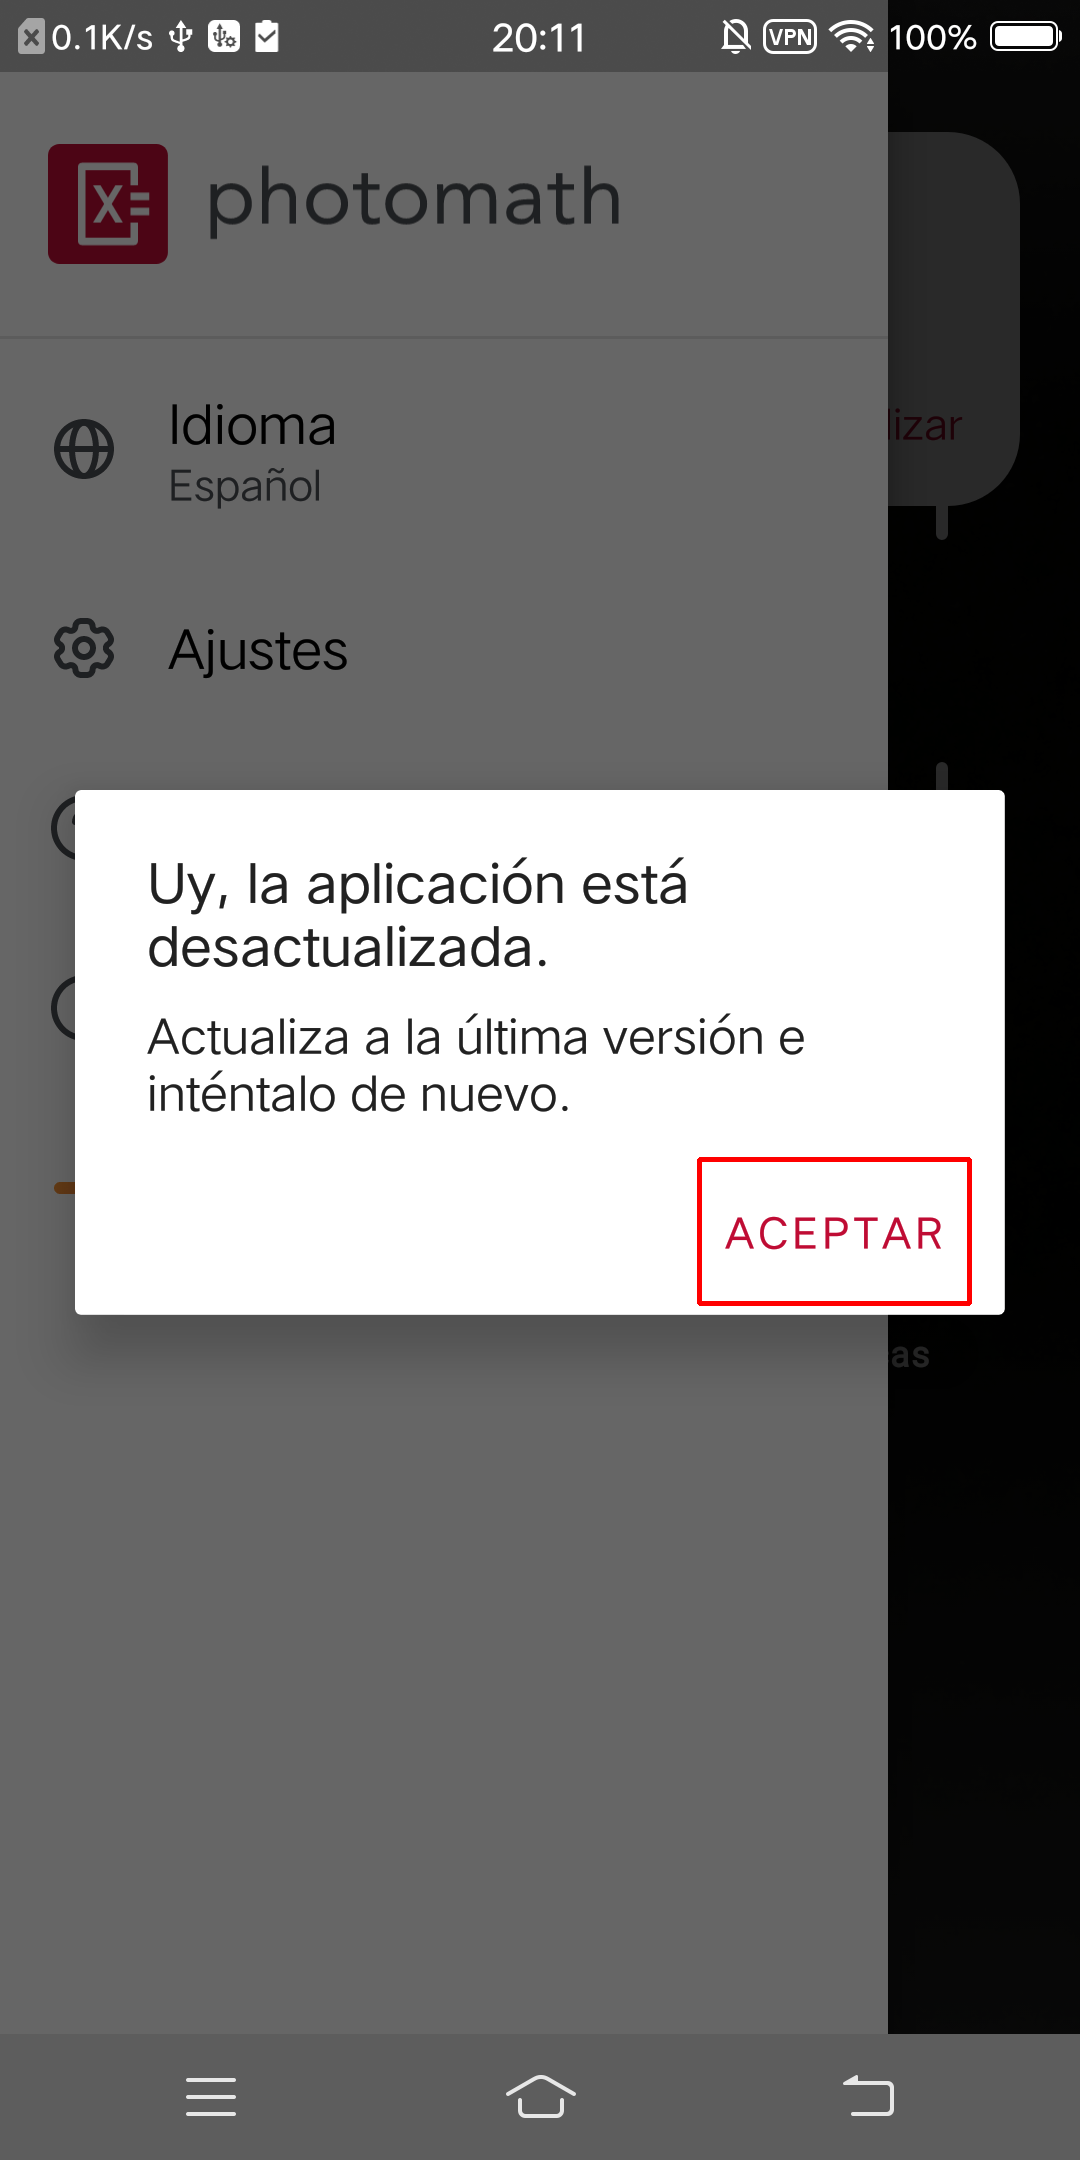 0.1K/s
20:11
VPN
100%
photomath
Idioma
Español
lizar
Ajustes
Uy, la aplicación está
desactualizada.
Actualiza a la última versión e
inténtalo de nuevo.
ACEPTAR
as